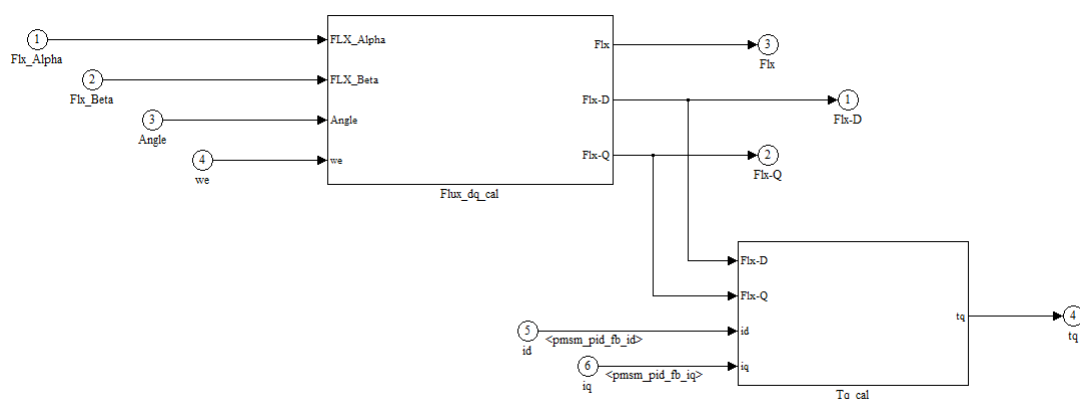 1
Flx_Alpha
2
Flx_Beta
3
Angle
4
we
FLX_Alpha
FLX_Beta
Angle
we
Flx
Flx-D
Flx-Q
Flux_dq_cal
3
Flx
1
Flx-D
2
Flx-Q
5
id
<pmsm_pid_fb_id>
6
iq
<pmsm_pid_fb_iq>
Flx-D
Flx-Q
id
iq
tq
Tq_cal
4
tq